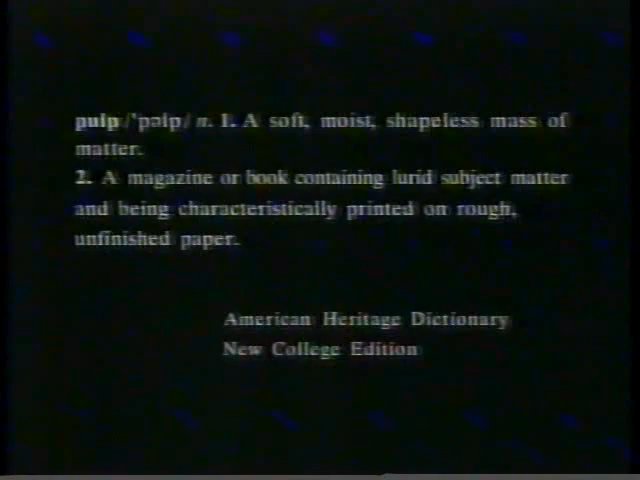 pulp /'pəlp/ n. 1. A soft, moist, shapeless mass of
matter.
2. A magazine or book containing lurid subject matter
and being characteristically printed on rough,
unfinished paper.
American Heritage Dictionary
New College Edition